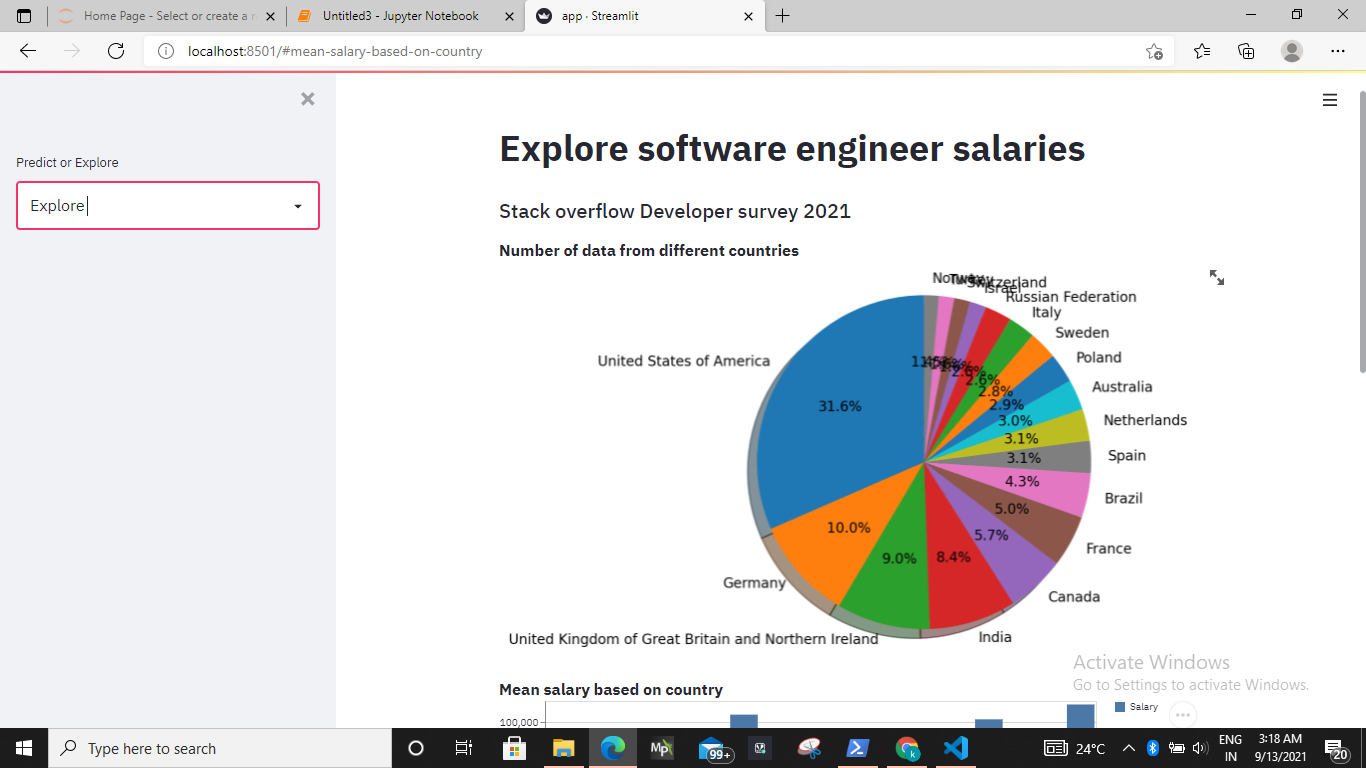 Home Page - Select or create a n
Untitled3 - Jupyter Notebook
app · Streamlit
localhost:8501/#mean-salary-based-on-country
Predict or Explore
Explore
Explore software engineer salaries
Stack overflow Developer survey 2021
Number of data from different countries
Switzerland
Israel
Russian Federation
Italy
Sweden
United States of America
Poland
Australia
31.6%
2.6%
2.6%
2.8%
2.9%
3.0%
Netherlands
3.1%
Spain
3.1%
4.3%
Brazil
5.0%
10.0%
5.7%
France
9.0%
8.4%
Germany
Canada
United Kingdom of Great Britain and Northern Ireland
India
Activate Windows
Go to Settings to activate Windows.
Mean salary based on country
Salary
100,000
Type here to search
Mp
99+
k
24°C
ENG
IN
3:18 AM
9/13/2021
20